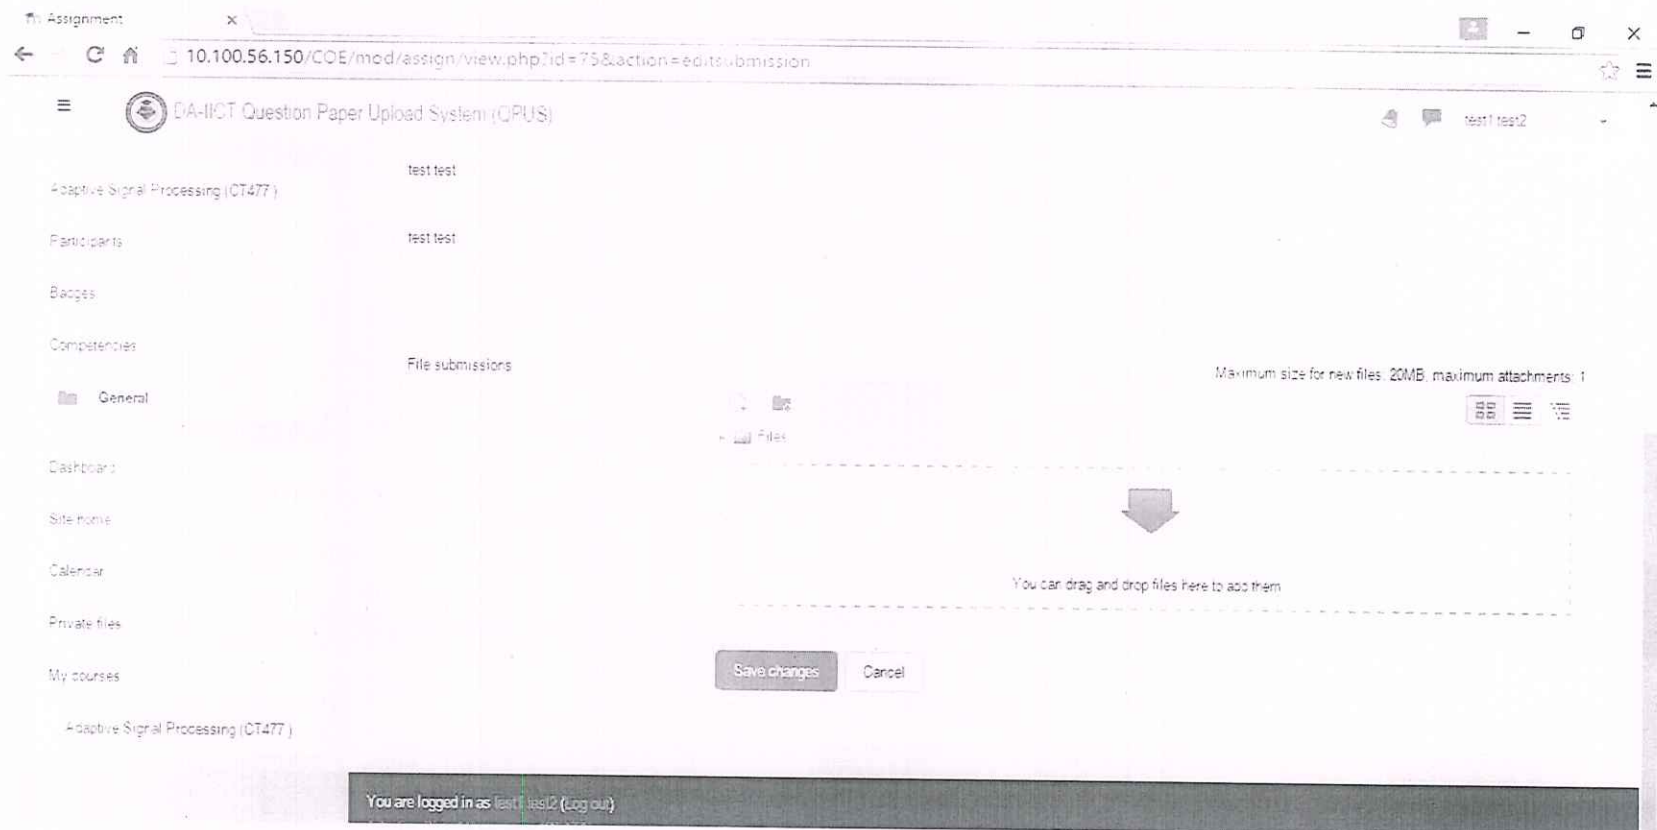 Assignment
10.100.56.150/COE/mod/assign/view.php?id=75&action=editsubmission
DA-IICT Question Paper Upload System (QPUS)
test1 test2
test test
Adaptive Signal Processing (CT477 )
Participants
test test
Badges
Competencies
File submissions
Maximum size for new files: 20MB, maximum attachments: 1
General
Files
Dashboard
Site home
Calendar
You can drag and drop files here to add them
Private files
My courses
Save changes
Cancel
Adaptive Signal Processing (CT477 )
You are logged in as test1 test2 (Log out)